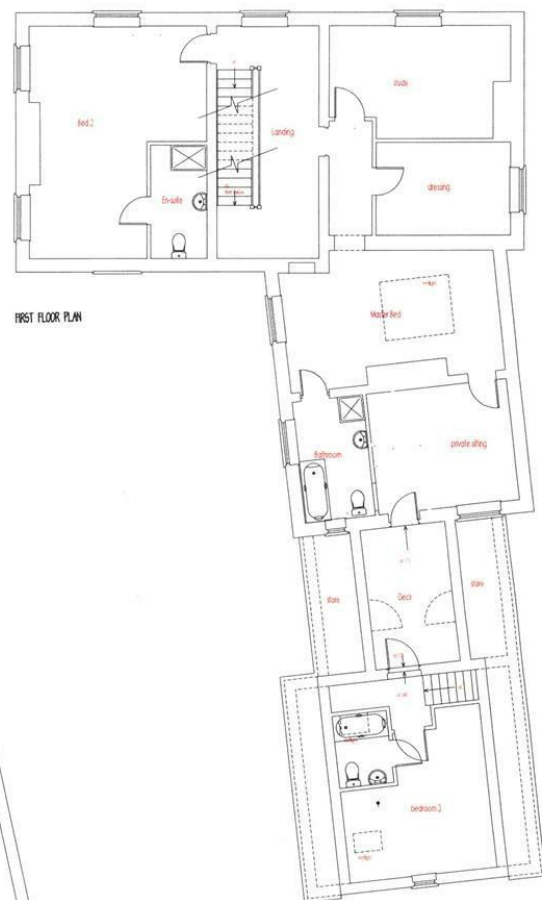 study
Bed 2
Landing
dressing
En-suite
FIRST FLOOR PLAN
Master Bed
Bathroom
private sitting
store
Deck
store
bedroom 3